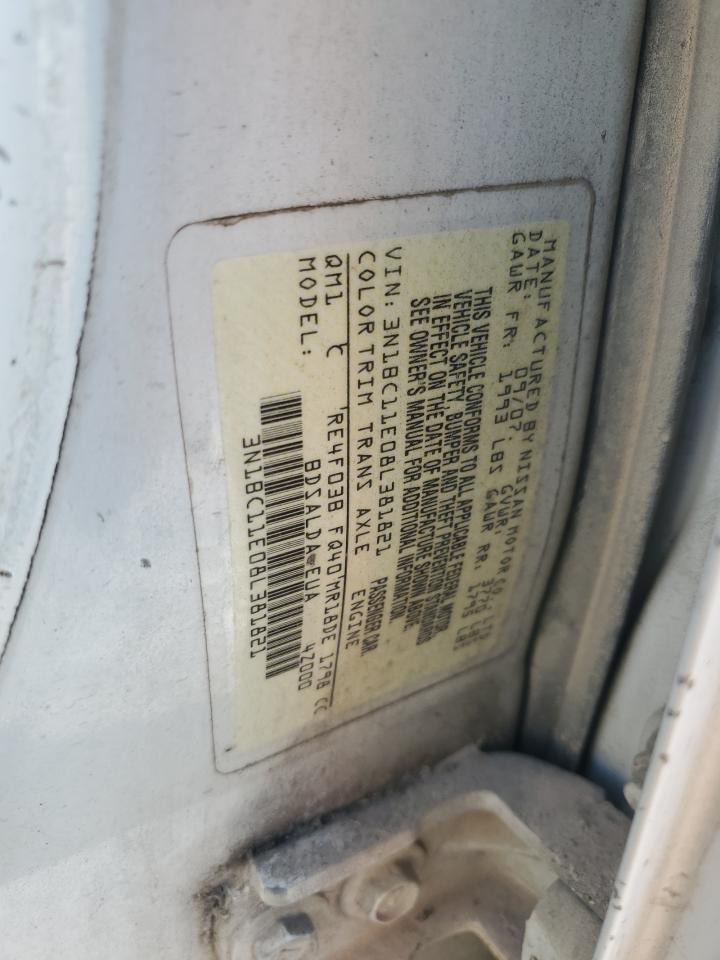 MANUFACTURED BY NISSAN MOTOR CO., LTD.
DATE: 09/07, GVWR: 3726 LBS
GAWR FR: 1993 LBS GAWR RR: 1795 LBS
THIS VEHICLE CONFORMS TO ALL APPLICABLE FEDERAL MOTOR
VEHICLE SAFETY, BUMPER AND THEFT PREVENTION STANDARDS
IN EFFECT ON THE DATE OF MANUFACTURE SHOWN ABOVE.
SEE OWNER'S MANUAL FOR ADDITIONAL INFORMATION.
VIN: 3N1BC11E08L381821 PASSENGER CAR
COLOR TRIM TRANS AXLE ENGINE
QM1 C RE4F03B FQ40 MR18DE 1798 CC
MODEL: BDSALDA-EUA 4Z000
3N1BC11E08L381821